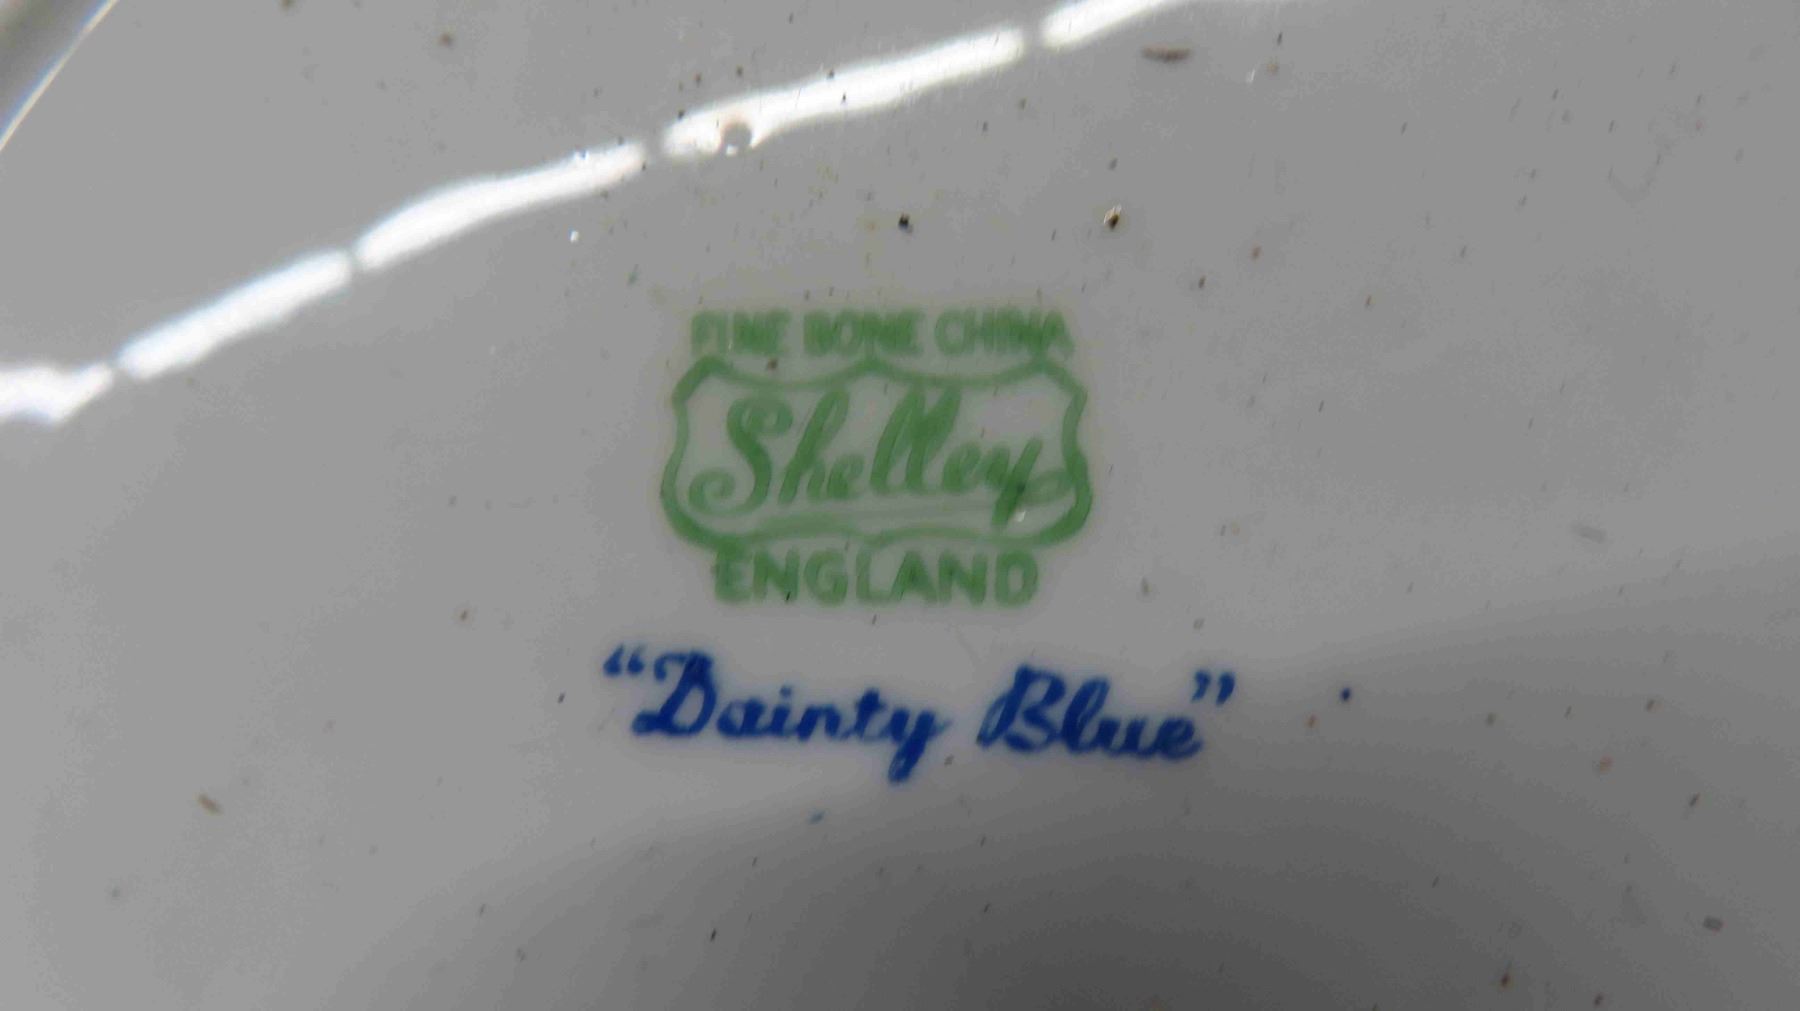 FINE BONE CHINA
Shelley
ENGLAND
“Dainty Blue”